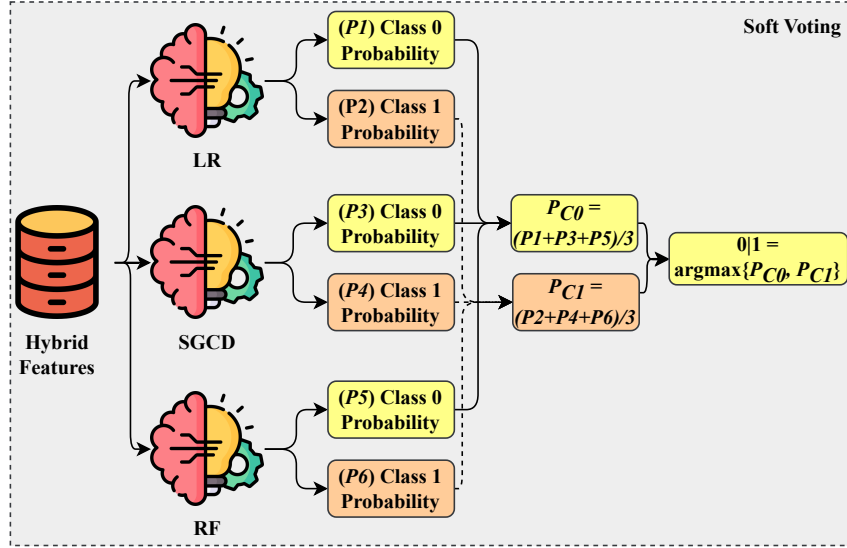 Soft Voting
(P1) Class 0
Probability
(P2) Class 1
Probability
LR
(P3) Class 0
Probability
(P4) Class 1
Probability
SGCD
(P5) Class 0
Probability
(P6) Class 1
Probability
RF
Hybrid
Features
PC0 =
(P1+P3+P5)/3
PC1 =
(P2+P4+P6)/3
0|1 =
argmax{PC0, PC1}